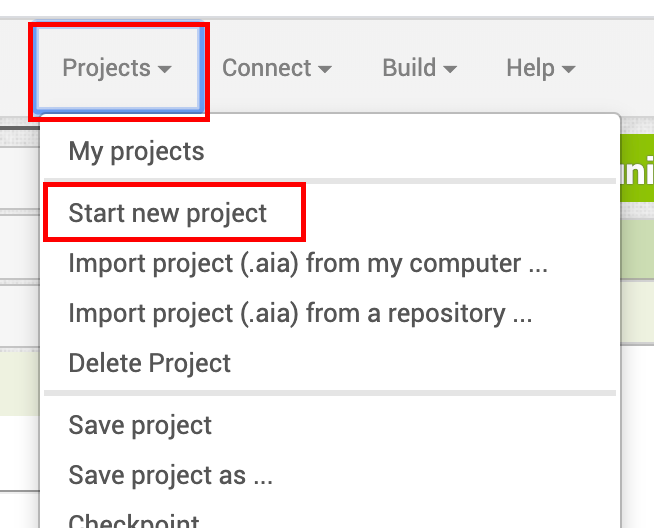 Projects Connect Build Help
My projects
Start new project
Import project (.aia) from my computer ...
Import project (.aia) from a repository ...
Delete Project
Save project
Save project as ...
Checkpoint